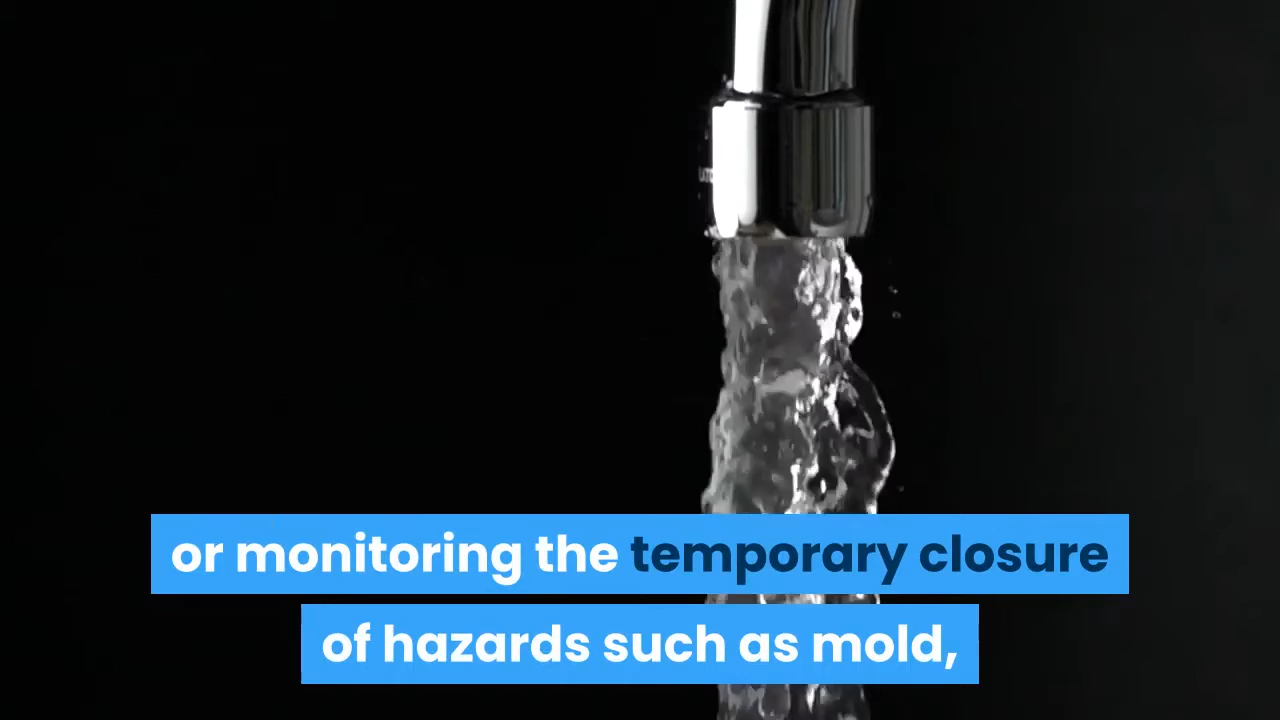 or monitoring the temporary closure
of hazards such as mold,